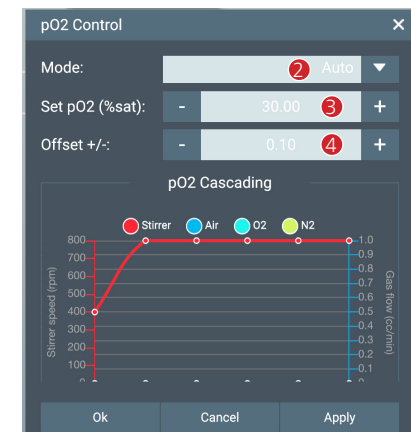 pO2 Control ×
Mode: 2 Auto
Set pO2 (%sat): - 30.00 3 +
Offset +/-: - 0.10 4 +
pO2 Cascading
Stirrer Air O2 N2
Stirrer speed (rpm)
800
700
600
500
400
300
200
100
0
1.0
0.9
0.8
0.7
0.6
0.5
0.4
0.3
0.2
0.1
0
Gas flow (cc/min)
Ok Cancel Apply